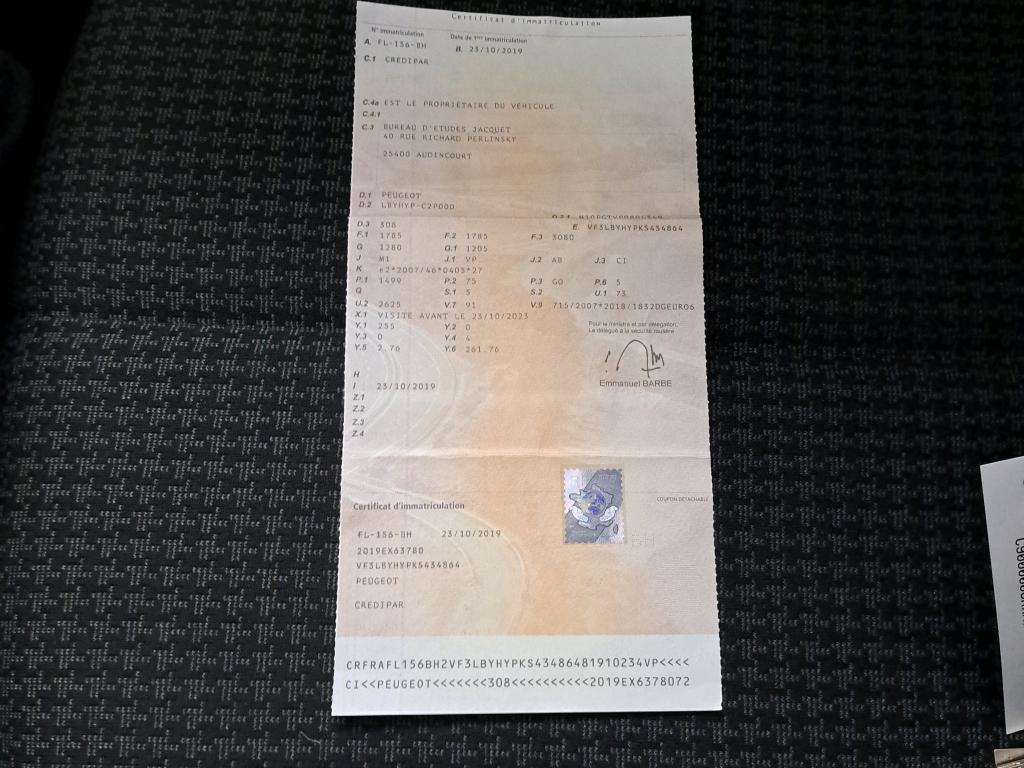 Certificat d'immatriculation
N° immatriculation Date de 1ère immatriculation
A. FL-156-BH B. 23/10/2019
C.1 CREDIPAR
C.4a EST LE PROPRIETAIRE DU VÉHICULE
C.4.1
C.3 BUREAU D'ETUDES JACQUET
40 RUE RICHARD PERLINSKY
25400 AUDINCOURT
D.1 PEUGEOT
D.2 LBYHYP-C2P000
D.2.1
D.3 308 E. VF3LBYHYPKS434864
F.1 1785 F.2 1785 F.3 3080
G 1280 G.1 1205
J M1 J.1 VP J.2 AB J.3 CI
K e2*2007/46*0405*27
P.1 1499 P.2 75 P.3 GO P.6 5
Q S.1 5 S.2 U.1 73
U.2 2625 V.7 91 V.9 715/2007*2018/1832DGEURO6
X.1 VISITE AVANT LE 23/10/2023
Y.1 255 Y.2 0
Y.3 0 Y.4 4
Y.5 2.76 Y.6 261.76
Pour le ministre et par délégation,
Le délégué à la sécurité routière
Emmanuel BARBE
H
I 23/10/2019
Z.1
Z.2
Z.3
Z.4
COUPON DÉTACHABLE
Certificat d'immatriculation
FL-156-BH 23/10/2019
2019EX63780
VF3LBYHYPKS434864
PEUGEOT
CREDIPAR
CRFRAFL156BH2VF3LBYHYPKS43486481910234VP<<<<
CI<<PEUGEOT<<<<<<<308<<<<<<<<<<2019EX6378072